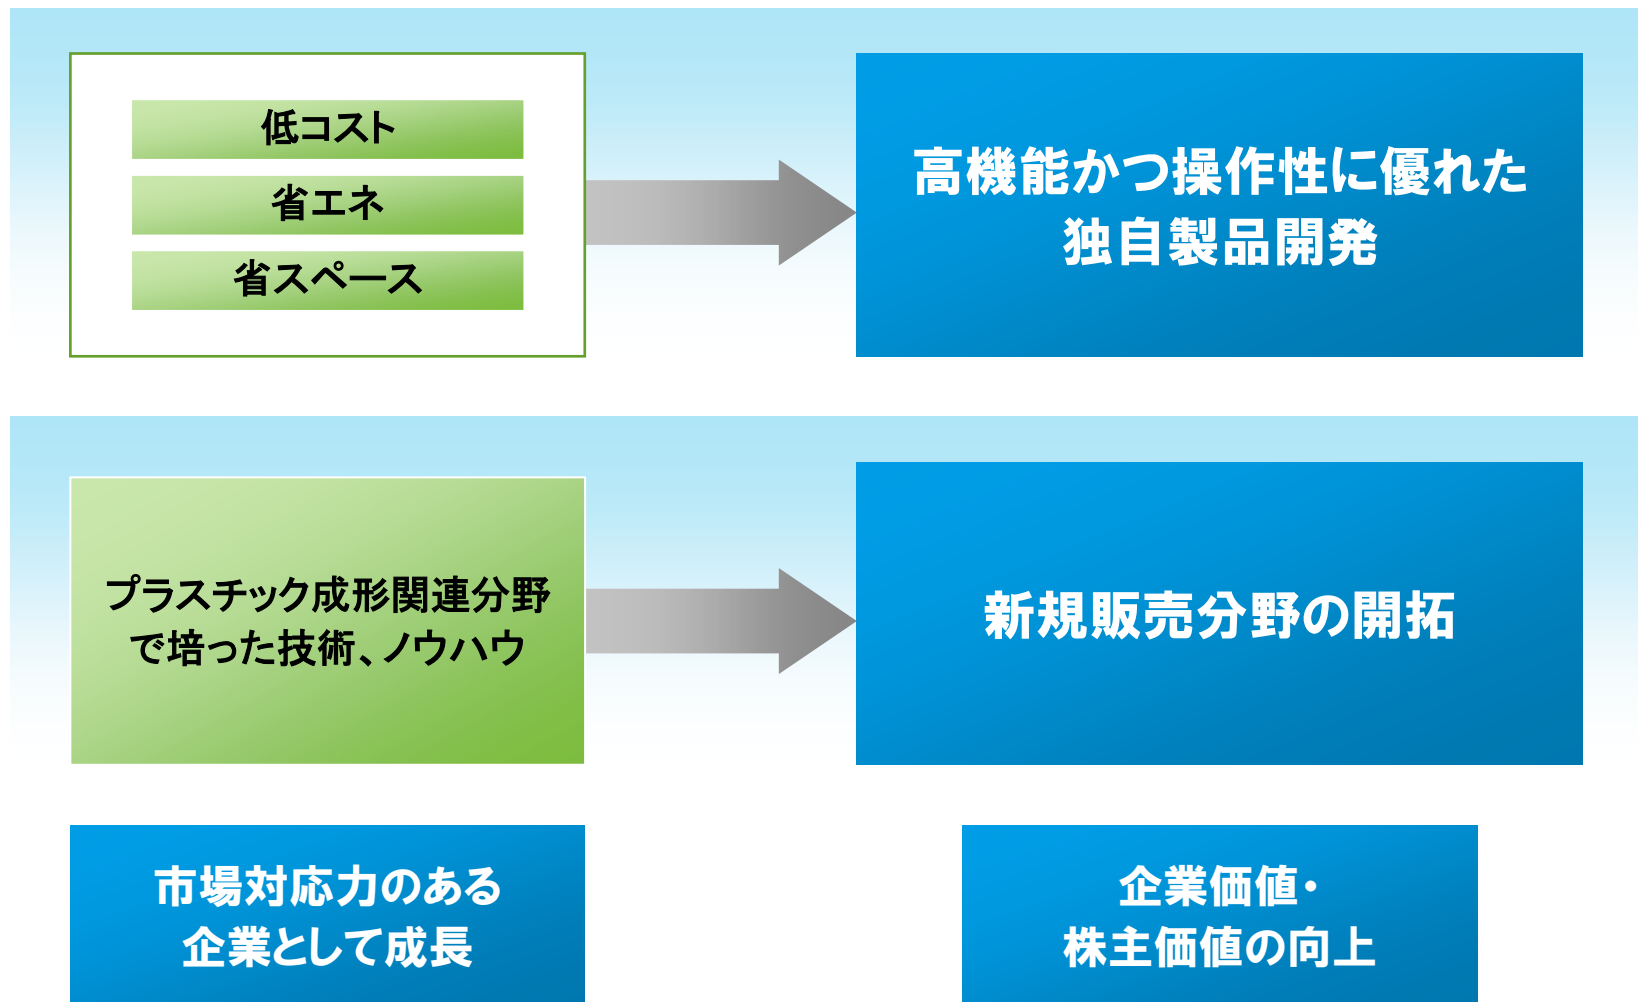 低コスト
省エネ
省スペース
高機能かつ操作性に優れた
独自製品開発
プラスチック成形関連分野
で培った技術、ノウハウ
新規販売分野の開拓
市場対応力のある
企業として成長
企業価値・
株主価値の向上